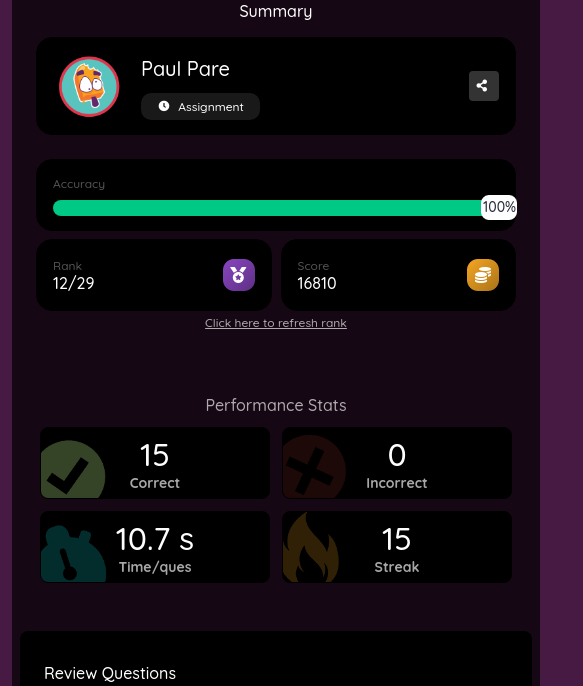 Summary
Paul Pare
Assignment
Accuracy
100%
Rank
12/29
Score
16810
Click here to refresh rank
Performance Stats
15
Correct
0
Incorrect
10.7 s
Time/ques
15
Streak
Review Questions